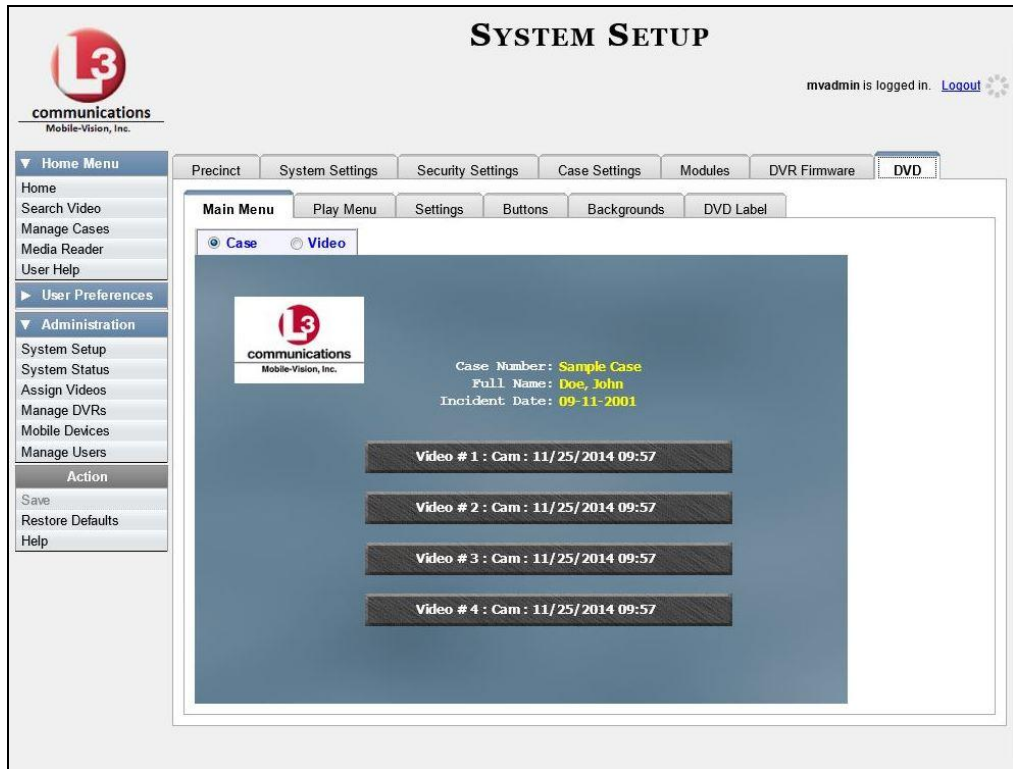 SYSTEM SETUP
L3
communications
Mobile-Vision, Inc.
mvadmin is logged in. Logout
▼ Home Menu
Home
Search Video
Manage Cases
Media Reader
User Help
▶ User Preferences
▼ Administration
System Setup
System Status
Assign Videos
Manage DVRs
Mobile Devices
Manage Users
Action
Save
Restore Defaults
Help
Precinct System Settings Security Settings Case Settings Modules DVR Firmware DVD
Main Menu Play Menu Settings Buttons Backgrounds DVD Label
Case Video
L3
communications
Mobile-Vision, Inc.
Case Number: Sample Case
Full Name: Doe, John
Incident Date: 09-11-2001
Video # 1 : Cam : 11/25/2014 09:57
Video # 2 : Cam : 11/25/2014 09:57
Video # 3 : Cam : 11/25/2014 09:57
Video # 4 : Cam : 11/25/2014 09:57